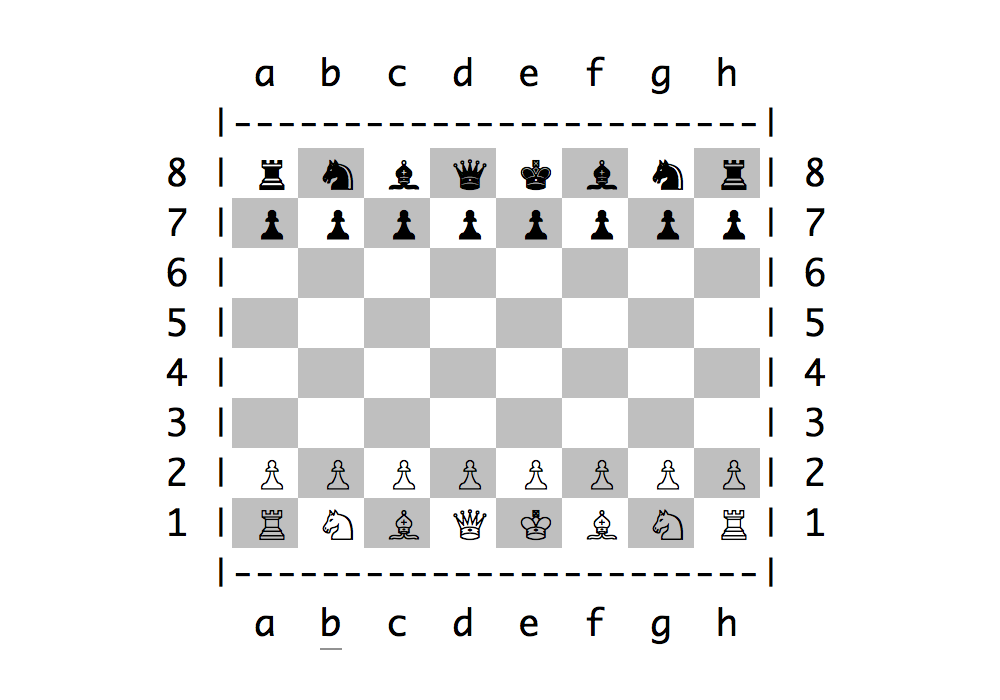 a b c d e f g h
|------------------------|
8 | ♜ ♞ ♝ ♛ ♚ ♝ ♞ ♜ | 8
7 | ♟ ♟ ♟ ♟ ♟ ♟ ♟ ♟ | 7
6 | | 6
5 | | 5
4 | | 4
3 | | 3
2 | ♙ ♙ ♙ ♙ ♙ ♙ ♙ ♙ | 2
1 | ♖ ♘ ♗ ♕ ♔ ♗ ♘ ♖ | 1
|------------------------|
a b c d e f g h